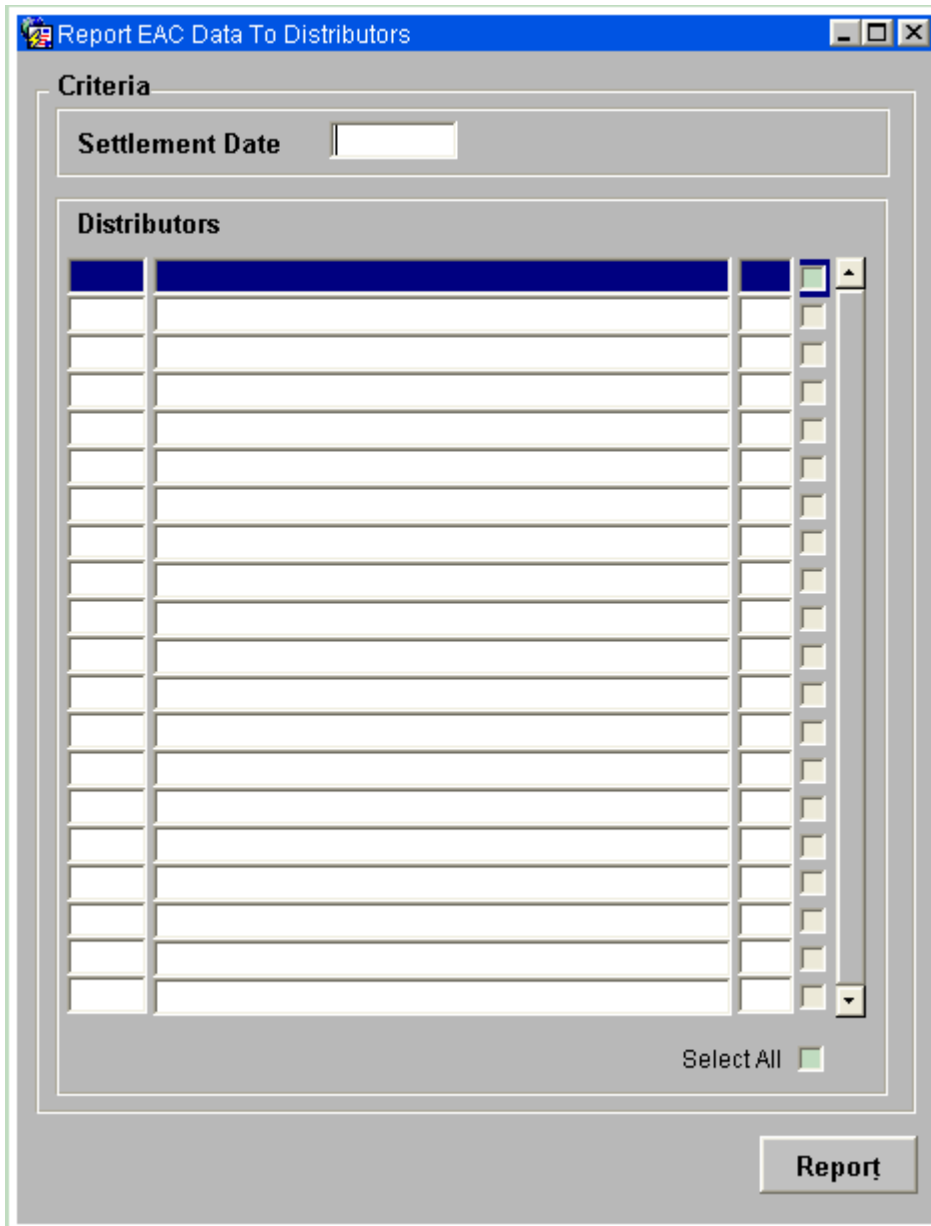 Report EAC Data To Distributors
Criteria
Settlement Date
Distributors
Select All
Report